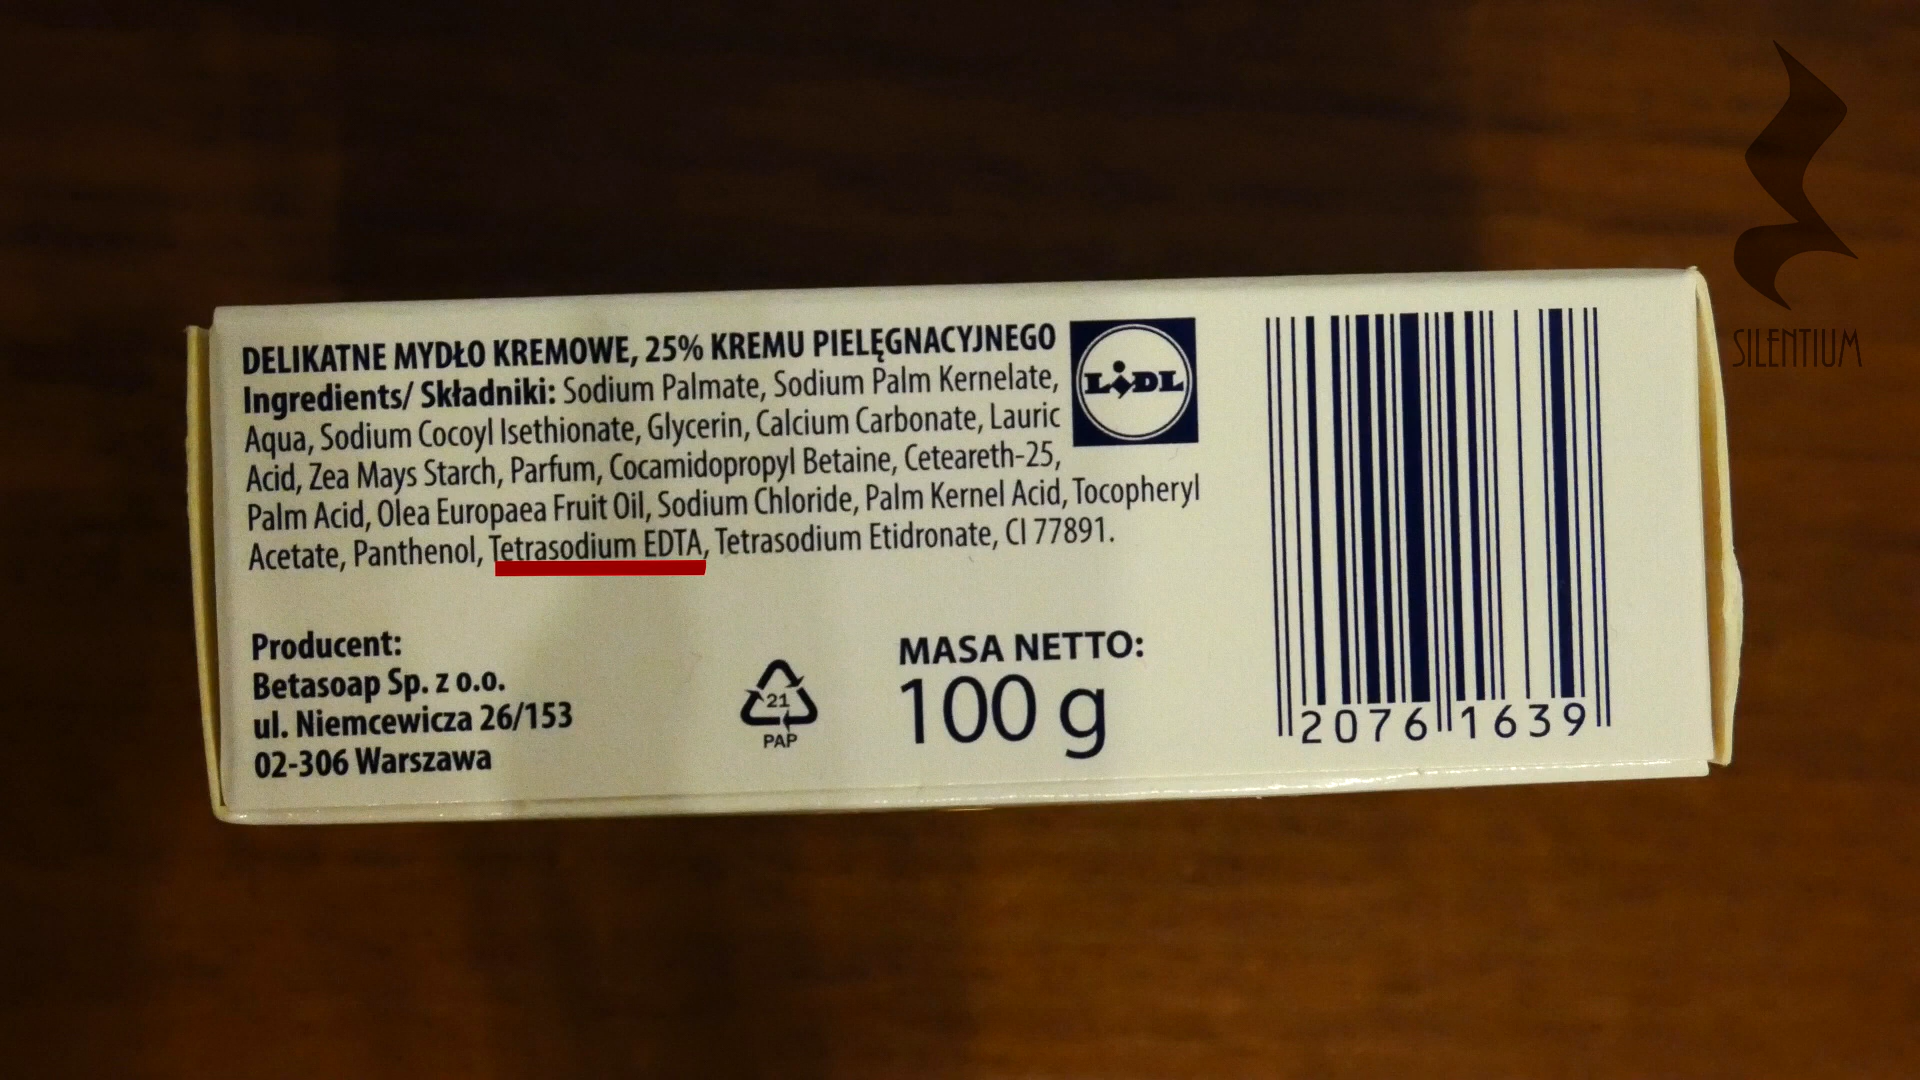 DELIKATNE MYDŁO KREMOWE, 25% KREMU PIELĘGNACYJNEGO
Ingredients/ Składniki: Sodium Palmate, Sodium Palm Kernelate,
Aqua, Sodium Cocoyl Isethionate, Glycerin, Calcium Carbonate, Lauric
Acid, Zea Mays Starch, Parfum, Cocamidopropyl Betaine, Ceteareth-25,
Palm Acid, Olea Europaea Fruit Oil, Sodium Chloride, Palm Kernel Acid, Tocopheryl
Acetate, Panthenol, Tetrasodium EDTA, Tetrasodium Etidronate, CI 77891.
LIDL
Producent:
Betasoap Sp. z o.o.
ul. Niemcewicza 26/153
02-306 Warszawa
21
PAP
MASA NETTO:
100 g
2076 1639
SILENTIUM